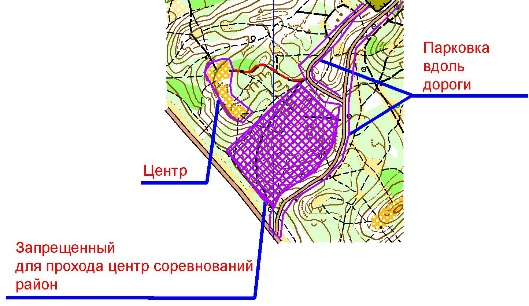 Парковка
вдоль
дороги
Центр
Запрещенный
для прохода центр соревнований
район